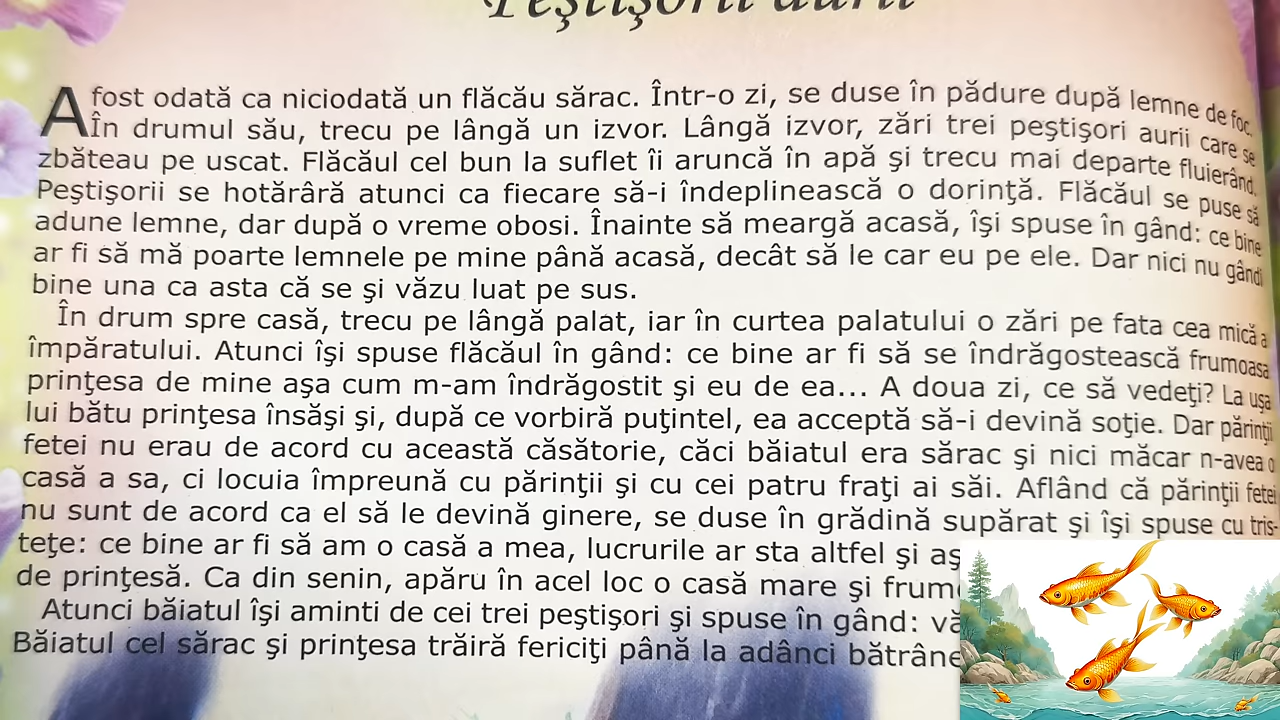 Peştişorii aurii
A fost odată ca niciodată un flăcău sărac. Într-o zi, se duse în pădure după lemne de foc.
În drumul său, trecu pe lângă un izvor. Lângă izvor, zări trei peştişori aurii care se
zbăteau pe uscat. Flăcăul cel bun la suflet îi aruncă în apă şi trecu mai departe fluierând.
Peştişorii se hotărâră atunci ca fiecare să-i îndeplinească o dorinţă. Flăcăul se puse să
adune lemne, dar după o vreme obosi. Înainte să meargă acasă, îşi spuse în gând: ce bine
ar fi să mă poarte lemnele pe mine până acasă, decât să le car eu pe ele. Dar nici nu gândi
bine una ca asta că se şi văzu luat pe sus.
În drum spre casă, trecu pe lângă palat, iar în curtea palatului o zări pe fata cea mică a
împăratului. Atunci îşi spuse flăcăul în gând: ce bine ar fi să se îndrăgostească frumoasa
prinţesa de mine aşa cum m-am îndrăgostit şi eu de ea... A doua zi, ce să vedeţi? La uşa
lui bătu prinţesa însăşi şi, după ce vorbiră puţintel, ea acceptă să-i devină soţie. Dar părinţii
fetei nu erau de acord cu această căsătorie, căci băiatul era sărac şi nici măcar n-avea o
casă a sa, ci locuia împreună cu părinţii şi cu cei patru fraţi ai săi. Aflând că părinţii fetei
nu sunt de acord ca el să le devină ginere, se duse în grădină supărat şi îşi spuse cu tris-
teţe: ce bine ar fi să am o casă a mea, lucrurile ar sta altfel şi
de prinţesă. Ca din senin, apăru în acel loc o casă mare şi
Atunci băiatul îşi aminti de cei trei peştişori şi spuse în gând:
Băiatul cel sărac şi prinţesa trăiră fericiţi până la adânci